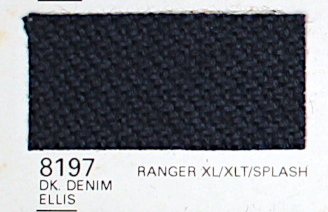 8197 RANGER XL/XLT/SPLASH
DK. DENIM
ELLIS